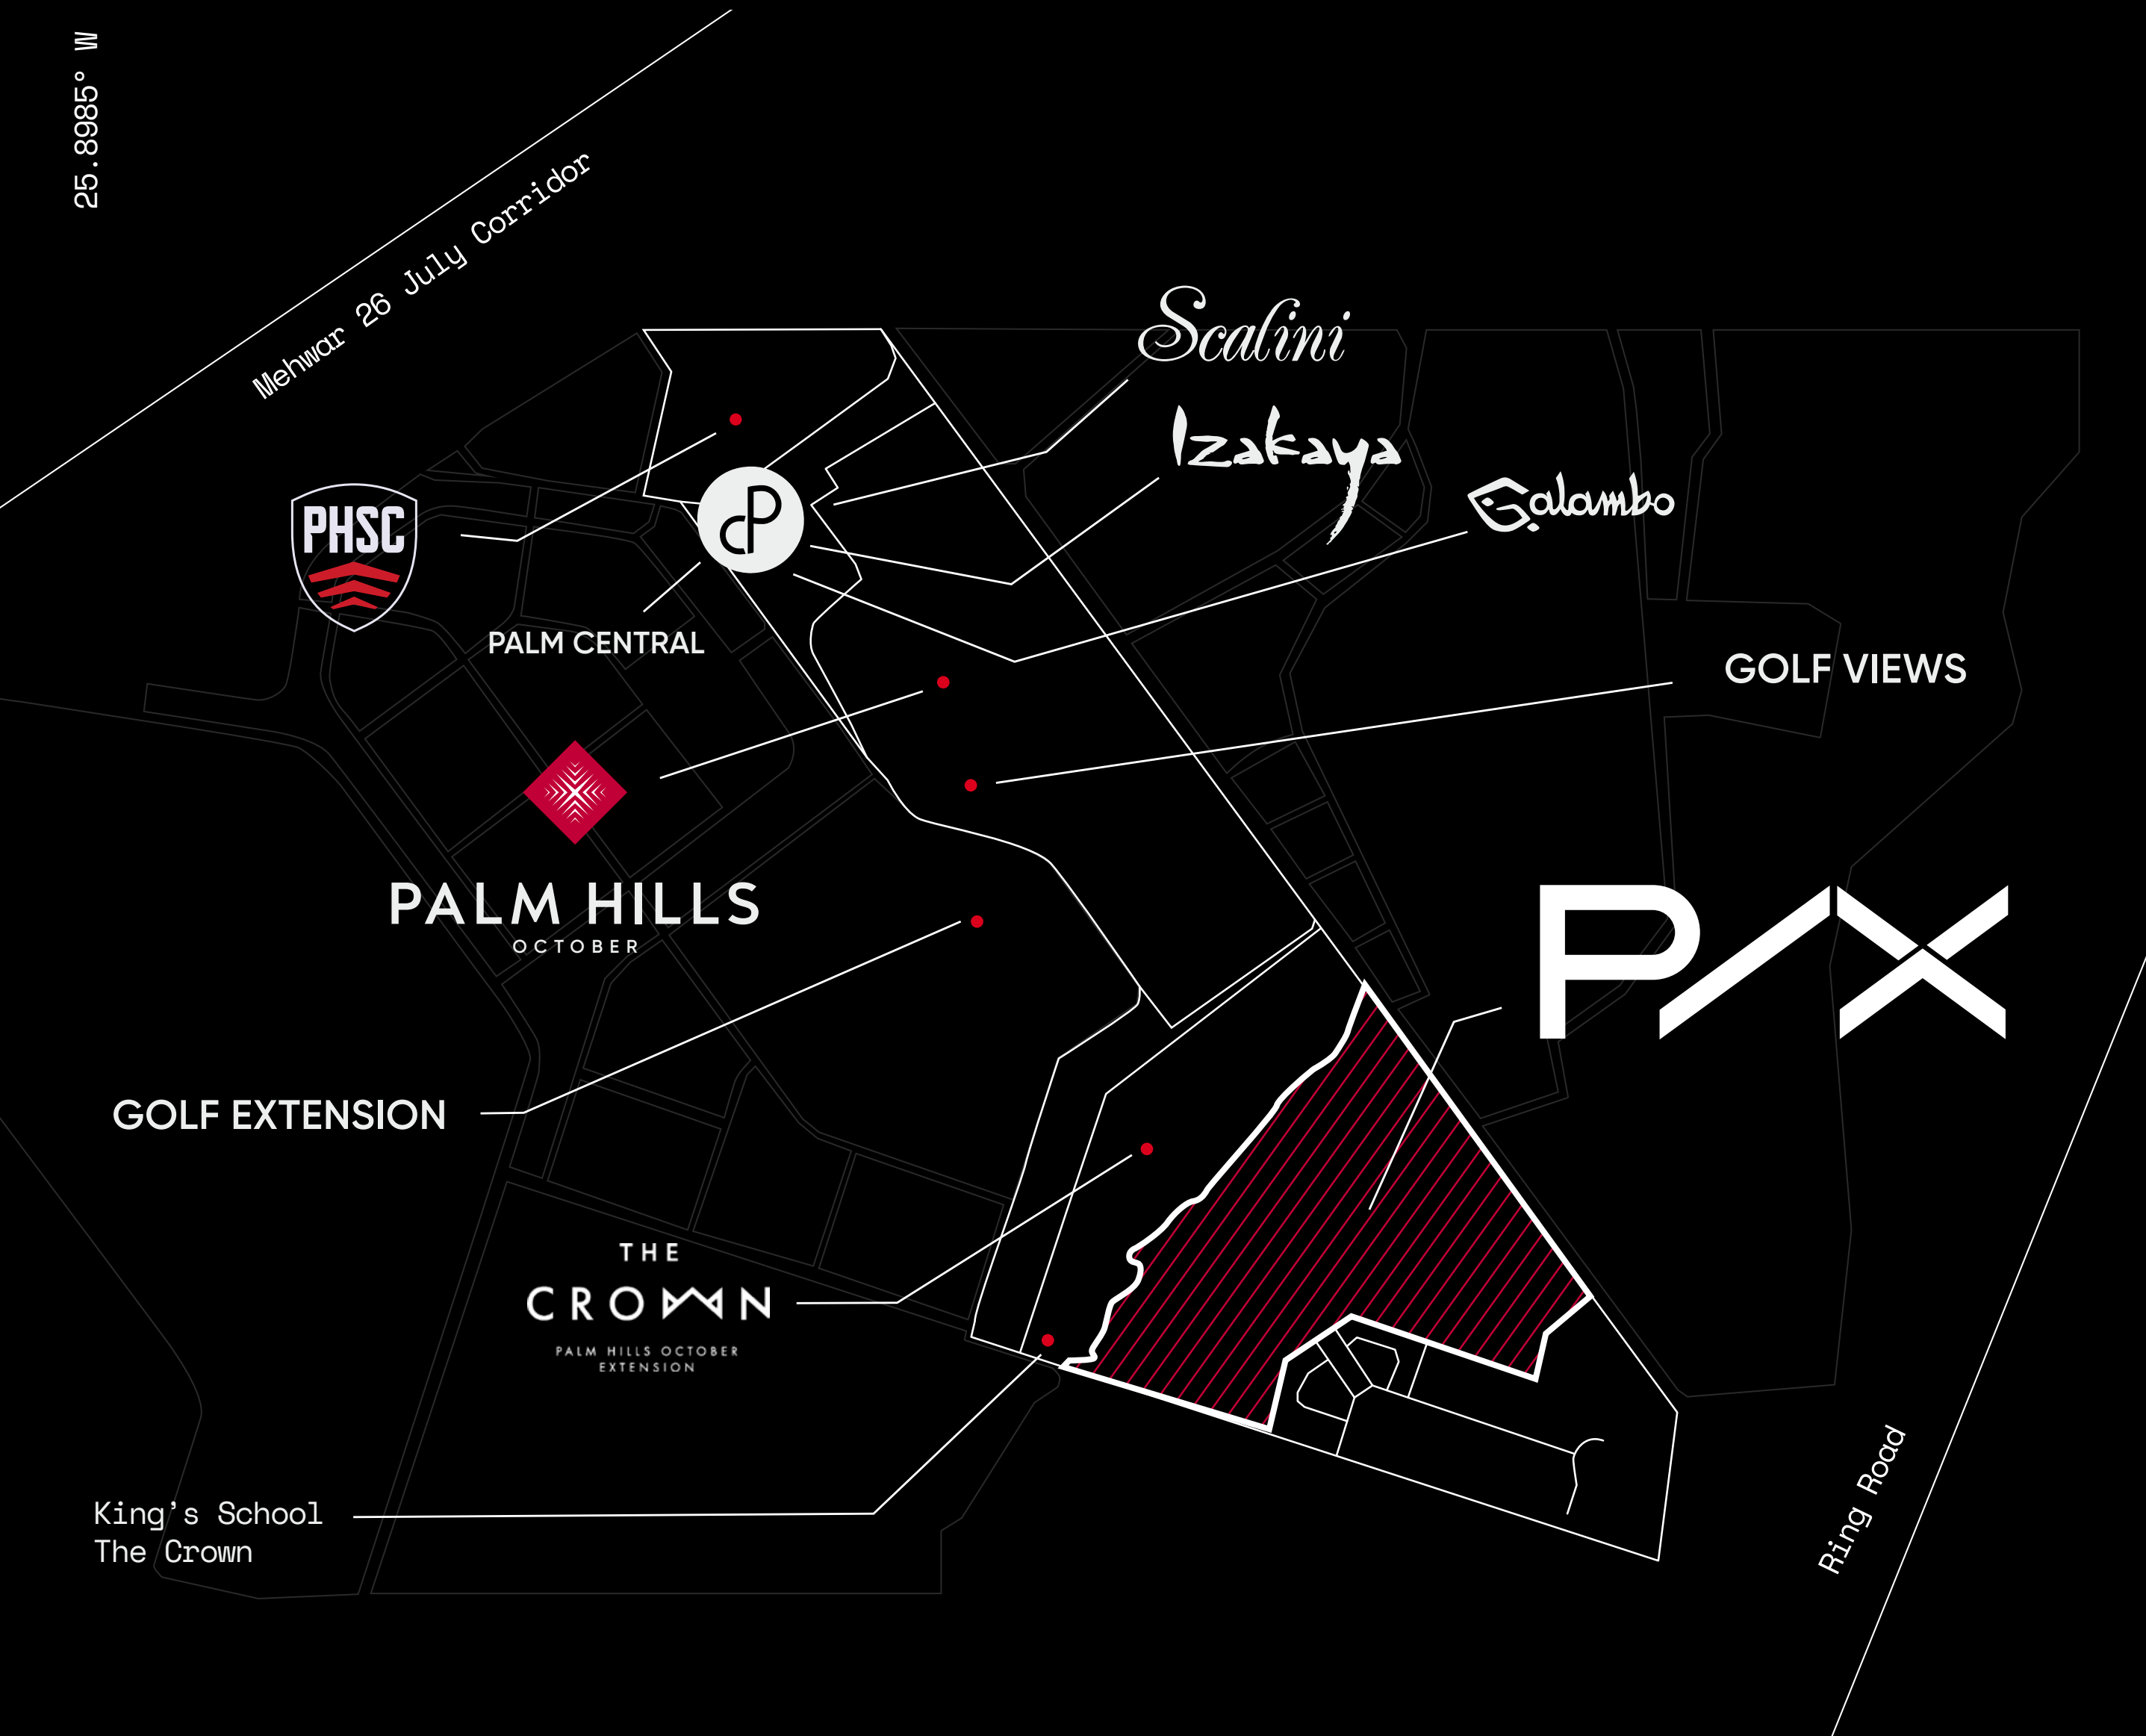 25.8985° W
Mehwar 26 July Corridor
Scalini
Izakaya
Galambo
PHSC
PALM CENTRAL
GOLF VIEWS
PALM HILLS
OCTOBER
PX
GOLF EXTENSION
THE
CROWN
PALM HILLS OCTOBER
EXTENSION
King's School
The Crown
Ring Road